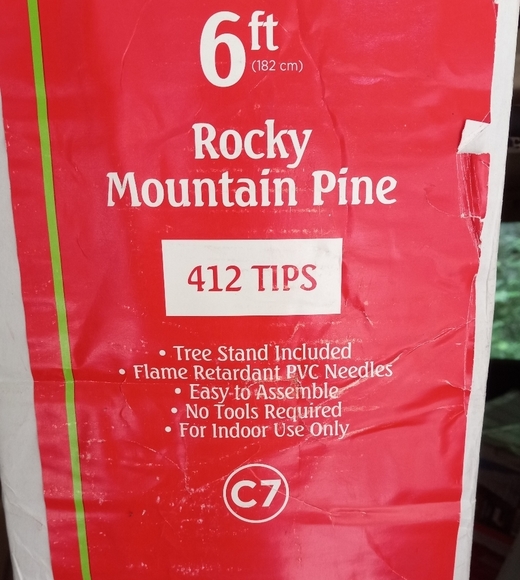 6ft
(182 cm)
Rocky
Mountain Pine
412 TIPS
• Tree Stand Included
• Flame Retardant PVC Needles
• Easy to Assemble
• No Tools Required
• For Indoor Use Only
C7